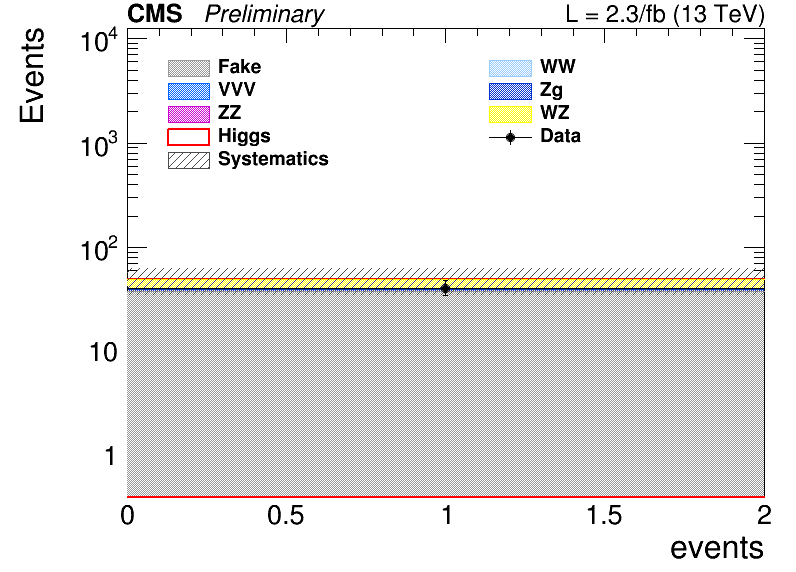 CMS Preliminary L = 2.3/fb (13 TeV)
Events
10⁴
10³
10²
10
1
Fake
VVV
ZZ
Higgs
Systematics
WW
Zg
WZ
Data
0 0.5 1 1.5 2
events